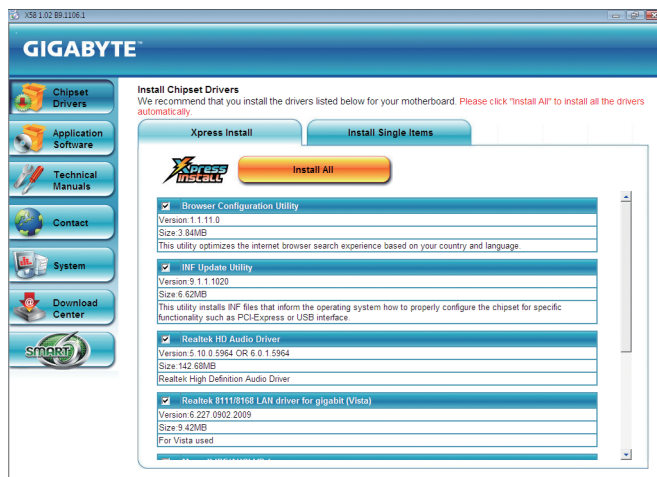 X58 1.02 B9.1106.1
GIGABYTE™
Chipset
Drivers
Application
Software
Technical
Manuals
Contact
System
Download
Center
SMART
Install Chipset Drivers
We recommend that you install the drivers listed below for your motherboard. Please click "Install All" to install all the drivers
automatically.
Xpress Install
Install Single Items
Xpress
INSTALL
Install All
Browser Configuration Utility
Version:1.1.11.0
Size:3.84MB
This utility optimizes the internet browser search experience based on your country and language.
INF Update Utility
Version:9.1.1.1020
Size:6.62MB
This utility installs INF files that inform the operating system how to properly configure the chipset for specific
functionality such as PCI-Express or USB interface.
Realtek HD Audio Driver
Version:5.10.0.5964 OR 6.0.1.5964
Size:142.68MB
Realtek High Definition Audio Driver
Realtek 8111/8168 LAN driver for gigabit (Vista)
Version:6.227.0902.2009
Size:9.42MB
For Vista used